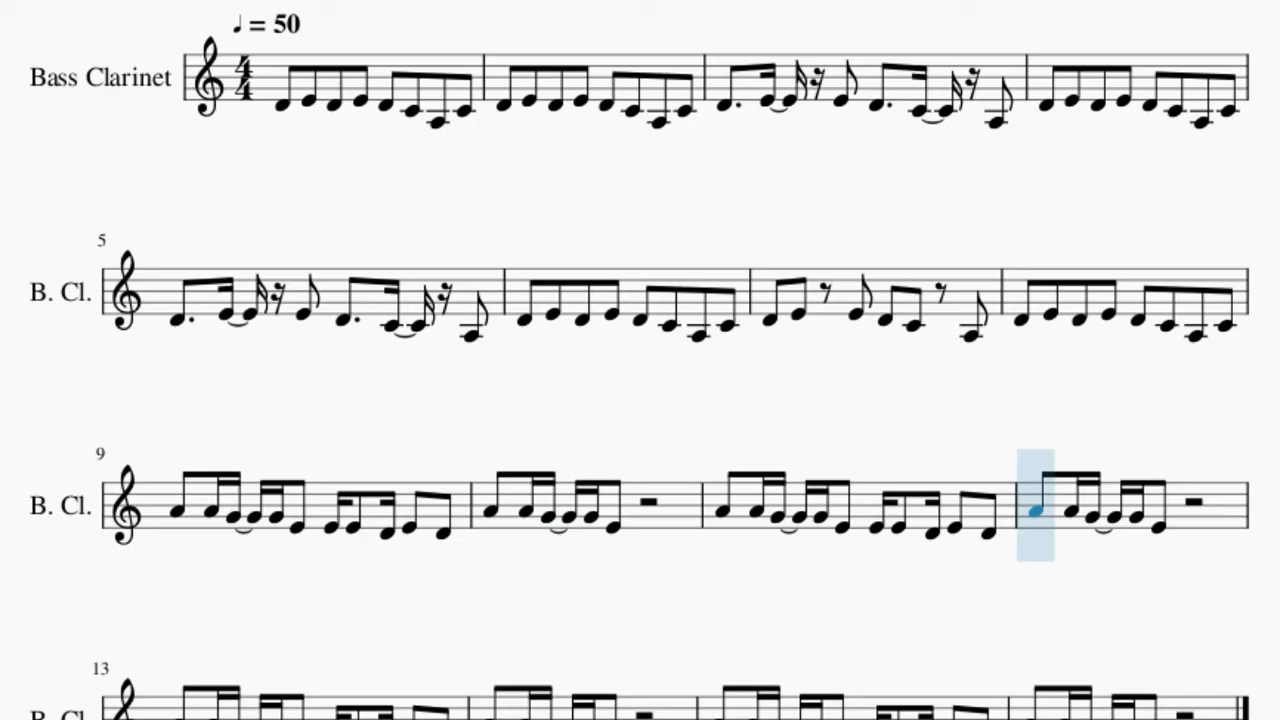 ♩ = 50
Bass Clarinet
4
4
5
B. Cl.
9
B. Cl.
13
B. Cl.